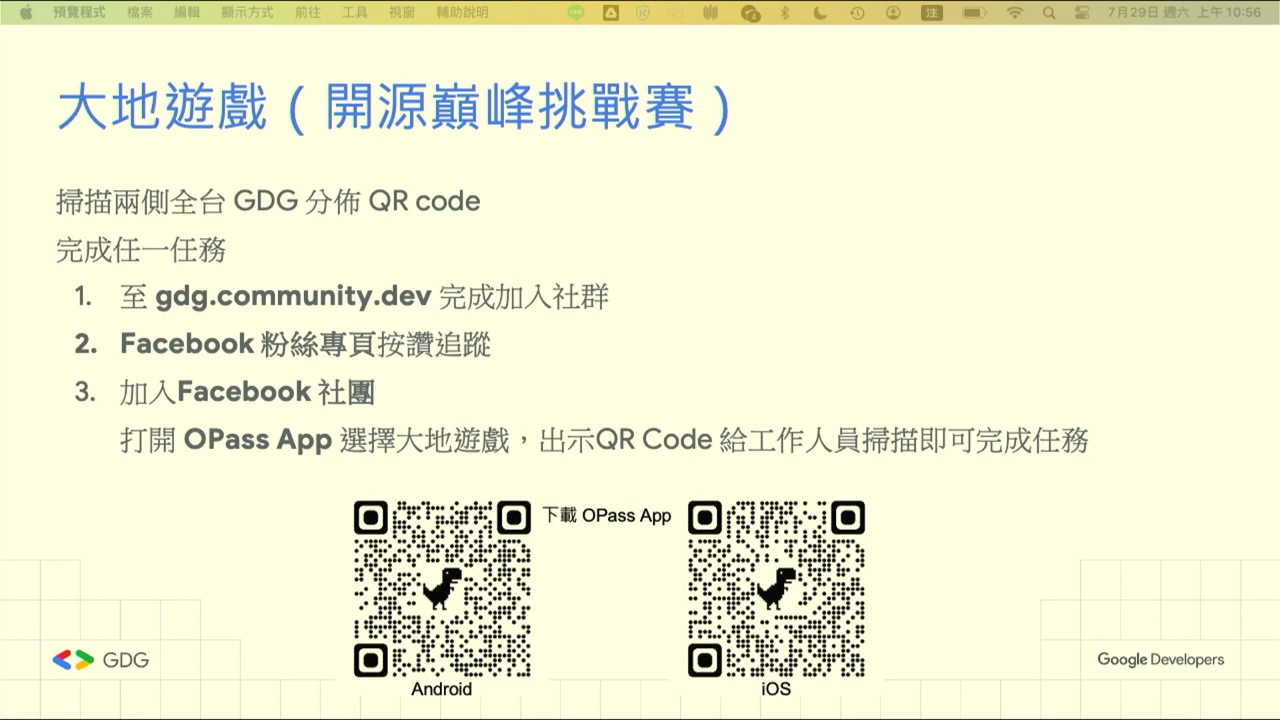 預覽程式 檔案 編輯 顯示方式 前往 工具 視窗 輔助說明 注 7月29日 週六 上午10:56
大地遊戲（開源巔峰挑戰賽）
掃描兩側全台 GDG 分佈 QR code
完成任一任務
1. 至 gdg.community.dev 完成加入社群
2. Facebook 粉絲專頁按讚追蹤
3. 加入Facebook 社團
打開 OPass App 選擇大地遊戲，出示QR Code 給工作人員掃描即可完成任務
下載 OPass App
Android
iOS
GDG
Google Developers